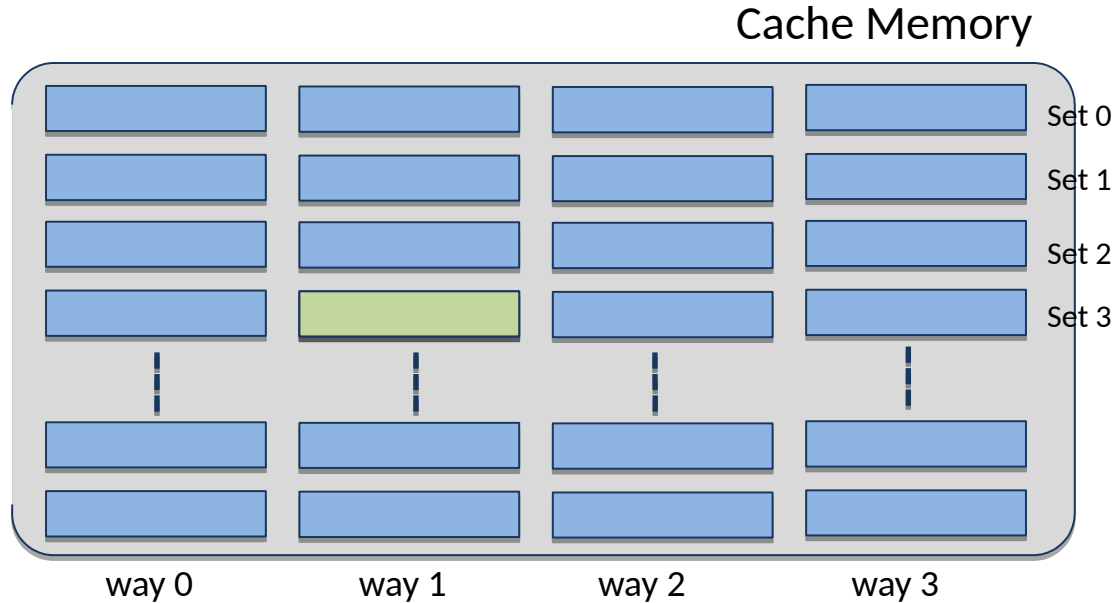 Cache Memory
Set 0
Set 1
Set 2
Set 3
way 0 way 1 way 2 way 3